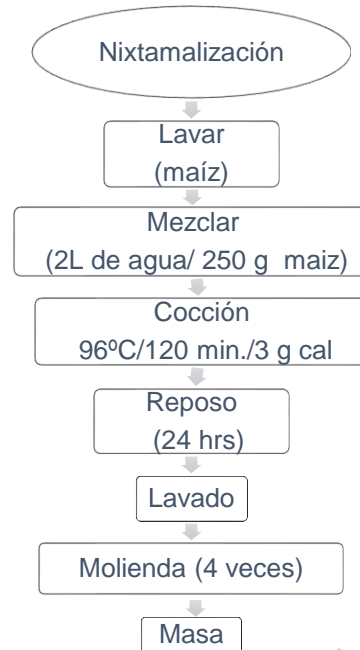 Nixtamalización
Lavar
(maíz)
Mezclar
(2L de agua/ 250 g maiz)
Cocción
96ºC/120 min./3 g cal
Reposo
(24 hrs)
Lavado
Molienda (4 veces)
Masa